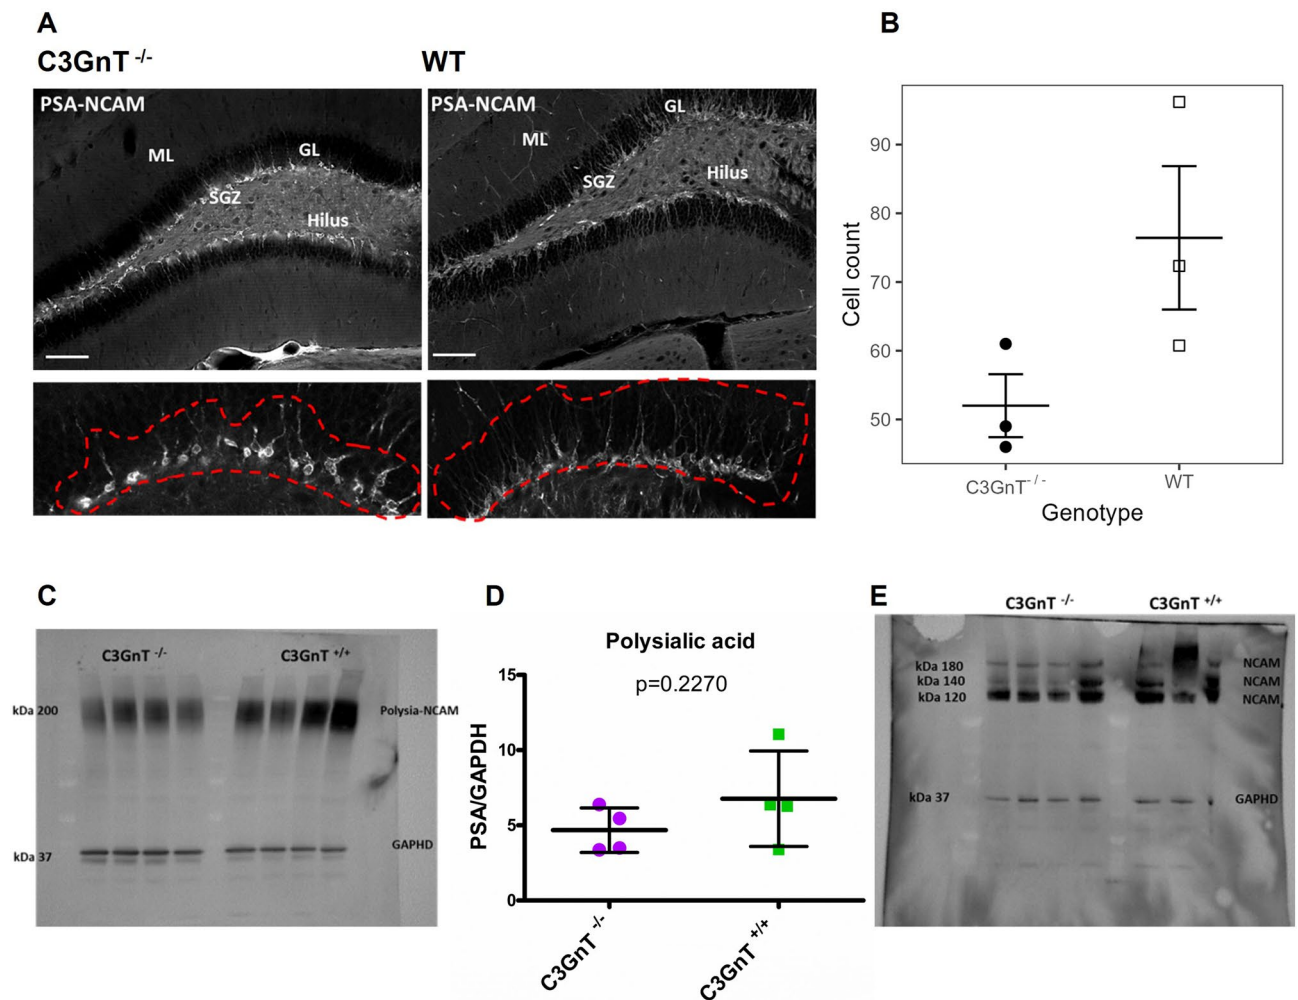 A
C3GnT -/-
WT
PSA-NCAM
ML
GL
SGZ
Hilus
PSA-NCAM
GL
ML
SGZ
Hilus
B
Cell count
90
80
70
60
50
C3GnT-/-
WT
Genotype
C
C3GnT -/-
C3GnT +/+
kDa 200
Polysia-NCAM
GAPHD
kDa 37
D
Polysialic acid
p=0.2270
PSA/GAPDH
15
10
5
0
C3GnT -/-
C3GnT +/+
E
C3GnT -/-
C3GnT +/+
kDa 180
NCAM
kDa 140
NCAM
kDa 120
NCAM
kDa 37
GAPHD